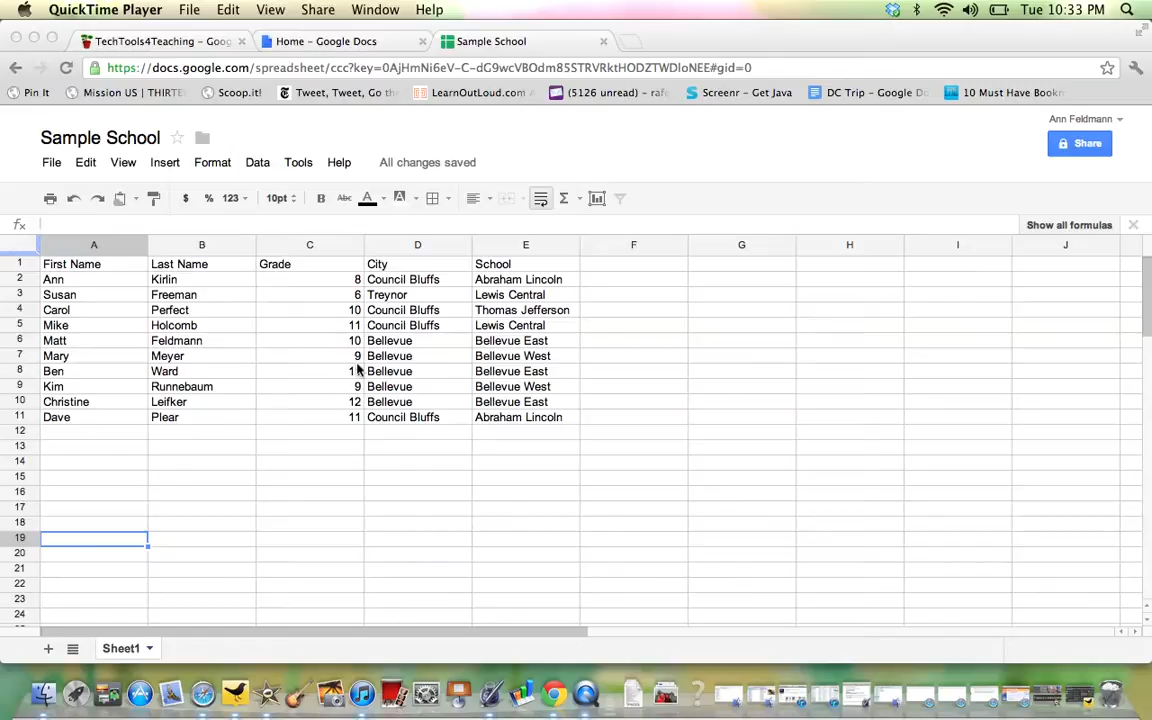 QuickTime Player File Edit View Share Window Help Tue 10:33 PM
TechTools4Teaching – Goo Home – Google Docs Sample School
https://docs.google.com/spreadsheet/ccc?key=0AjHmNi6eV-C-dG9wcVBOdm85STRVRktHODZTWDloNEE#gid=0
Pin It Mission US | THIRTE Scoop.it! Tweet, Tweet, Go the LearnOutLoud.com (5126 unread) – rafe Screenr – Get Java DC Trip – Google Do 10 Must Have Bookm
Ann Feldmann
Sample School
Share
File Edit View Insert Format Data Tools Help All changes saved
$ % 123 10pt B Abc A A Σ
fx Show all formulas
A B C D E F G H I J
1 First Name Last Name Grade City School
2 Ann Kirlin 8 Council Bluffs Abraham Lincoln
3 Susan Freeman 6 Treynor Lewis Central
4 Carol Perfect 10 Council Bluffs Thomas Jefferson
5 Mike Holcomb 11 Council Bluffs Lewis Central
6 Matt Feldmann 10 Bellevue Bellevue East
7 Mary Meyer 9 Bellevue Bellevue West
8 Ben Ward Bellevue Bellevue East
9 Kim Runnebaum 9 Bellevue Bellevue West
10 Christine Leifker 12 Bellevue Bellevue East
11 Dave Plear 11 Council Bluffs Abraham Lincoln
12
13
14
15
16
17
18
19
20
21
22
23
24
Sheet1